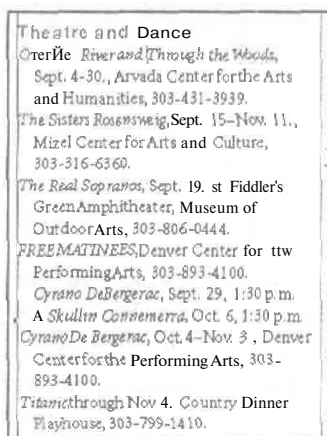 Theatre and Dance
OтerЙe River and Through the Woods,
Sept. 4-30., Arvada Center for the Arts
and Humanities, 303-431-3939.
The Sisters Rosensweig, Sept. 15-Nov. 11.,
Mizel Center for Arts and Culture,
303-316-6360.
The Real Sopranos, Sept. 19. st Fiddler's
Green Amphitheater, Museum of
Outdoor Arts, 303-806-0444.
FREE MATINEES, Denver Center for ttw
Performing Arts, 303-893-4100.
Cyrano DeBergerac, Sept. 29, 1:30 p.m.
A Skullin Connemerra, Oct. 6, 1:30 p.m.
Cyrano De Bergerac, Oct. 4-Nov. 3 , Denver
Center for the Performing Arts, 303-
893-4100.
Titanic through Nov 4. Country Dinner
Playhouse, 303-799-1410.